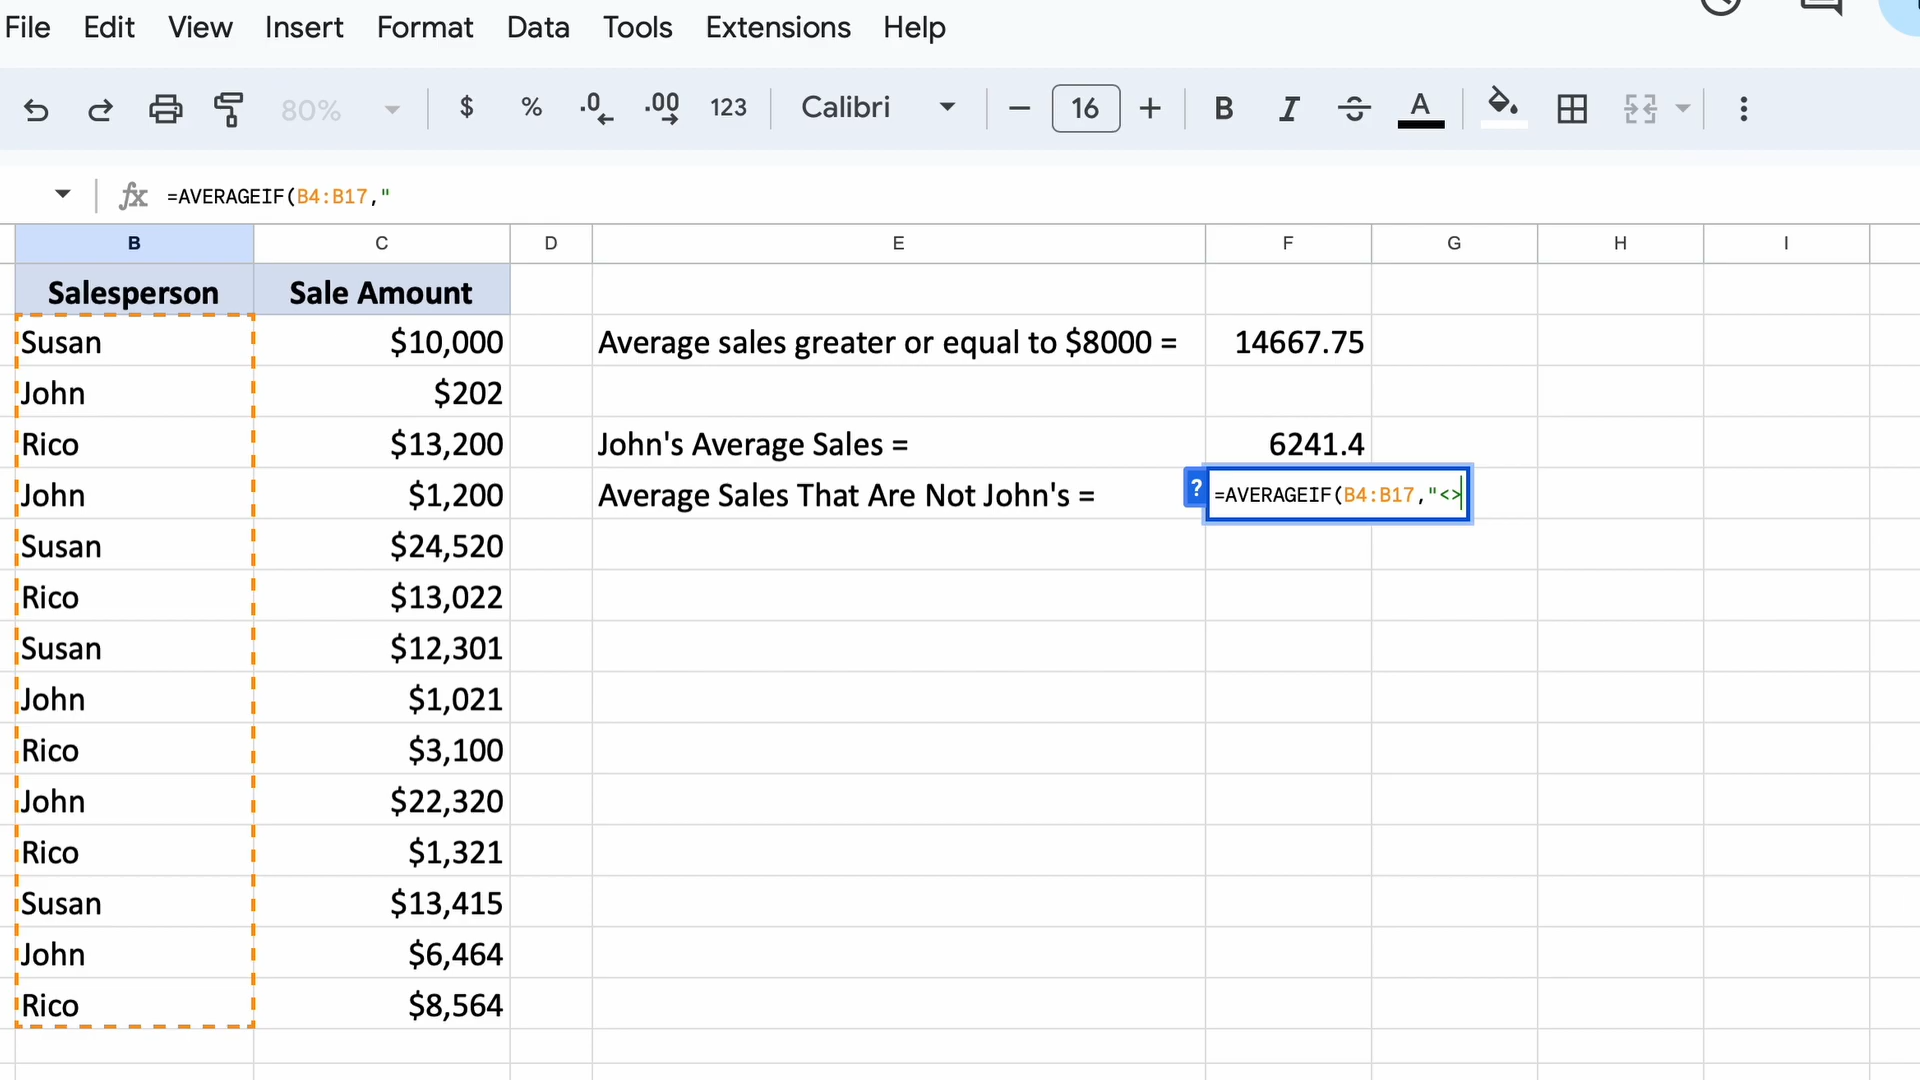 File Edit View Insert Format Data Tools Extensions Help
80% $ % .0 .00 123 Calibri 16 B I A
fx =AVERAGEIF(B4:B17,"
B C D E F G H I
Salesperson Sale Amount
Susan $10,000 Average sales greater or equal to $8000 = 14667.75
John $202
Rico $13,200 John's Average Sales = 6241.4
John $1,200 Average Sales That Are Not John's = ? =AVERAGEIF(B4:B17,"<>
Susan $24,520
Rico $13,022
Susan $12,301
John $1,021
Rico $3,100
John $22,320
Rico $1,321
Susan $13,415
John $6,464
Rico $8,564